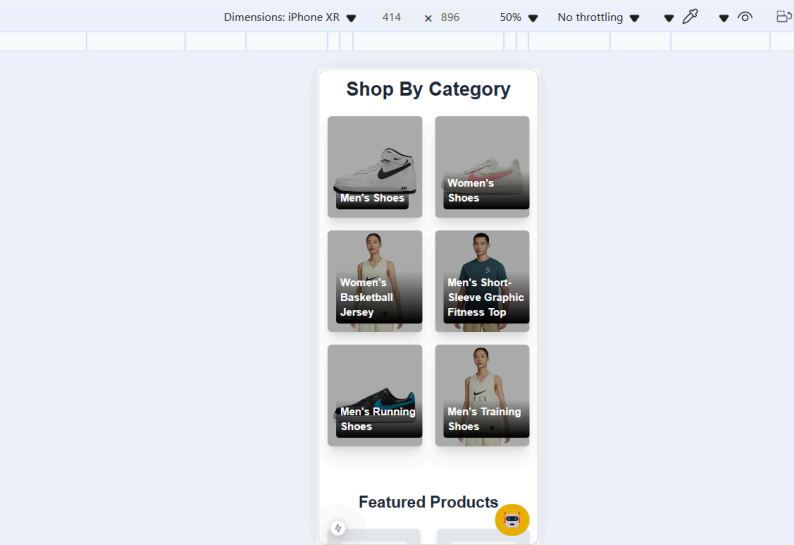 Dimensions: iPhone XR 414 × 896 50% No throttling
Shop By Category
Men's Shoes
Women's
Shoes
Women's
Basketball
Jersey
Men's Short-
Sleeve Graphic
Fitness Top
Men's Running
Shoes
Men's Training
Shoes
Featured Products